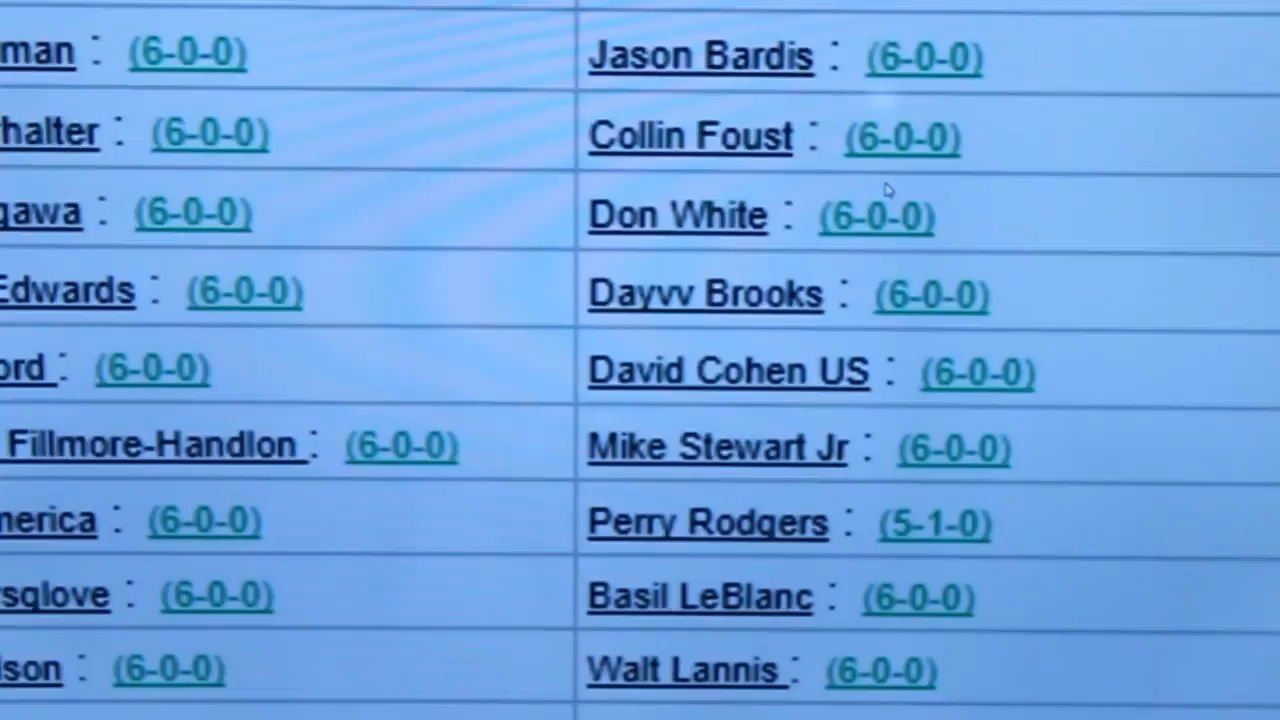 man : (6-0-0) Jason Bardis : (6-0-0)
halter : (6-0-0) Collin Foust : (6-0-0)
gawa : (6-0-0) Don White : (6-0-0)
Edwards : (6-0-0) Dayvv Brooks : (6-0-0)
ord : (6-0-0) David Cohen US : (6-0-0)
Fillmore-Handlon : (6-0-0) Mike Stewart Jr : (6-0-0)
merica : (6-0-0) Perry Rodgers : (5-1-0)
sglove : (6-0-0) Basil LeBlanc : (6-0-0)
son : (6-0-0) Walt Lannis : (6-0-0)